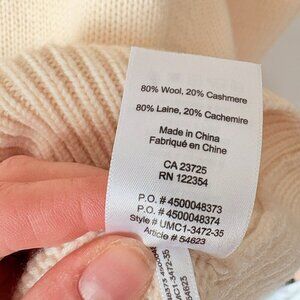 80% Wool, 20% Cashmere
80% Laine, 20% Cachemire
Made in China
Fabriqué en Chine
CA 23725
RN 122354
P.O. # 4500048373
P.O. # 4500048374
Style # UMC1-3472-35
Article # 54623